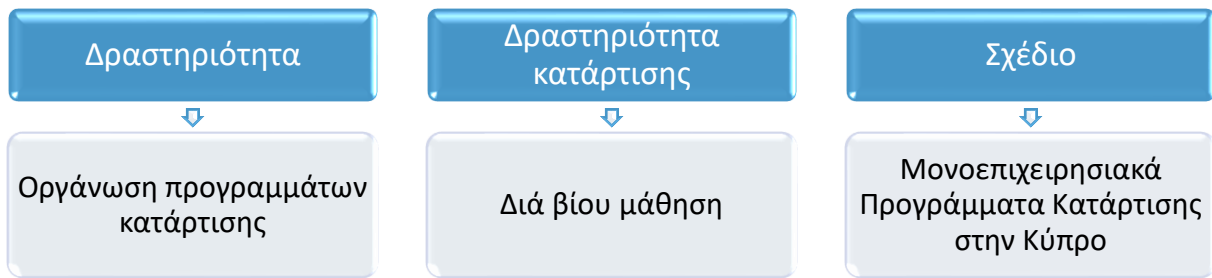 Δραστηριότητα
Οργάνωση προγραμμάτων
κατάρτισης
Δραστηριότητα
κατάρτισης
Διά βίου μάθηση
Σχέδιο
Μονοεπιχειρησιακά
Προγράμματα Κατάρτισης
στην Κύπρο